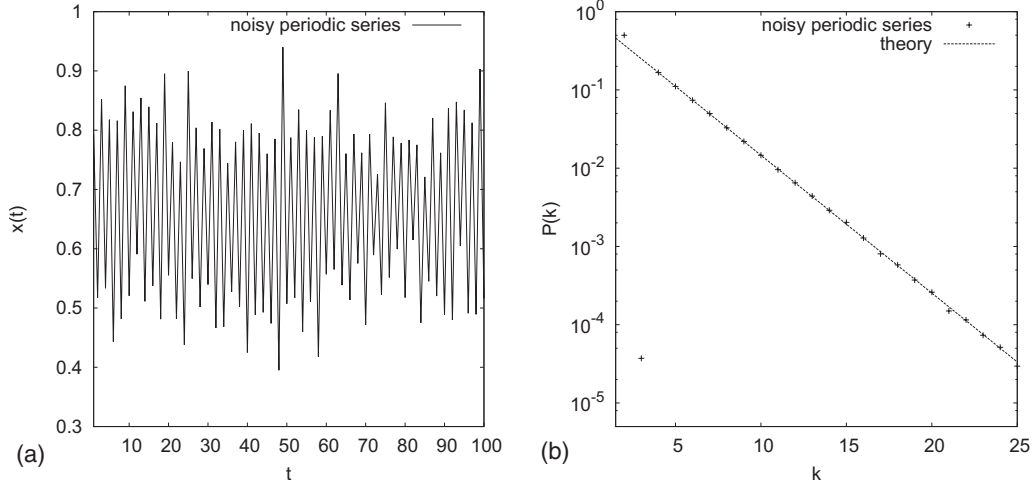 noisy periodic series
1
0.9
0.8
0.7
0.6
0.5
0.4
0.3
x(t)
10 20 30 40 50 60 70 80 90 100
t
(a)
noisy periodic series
theory
10^0
10^-1
10^-2
10^-3
10^-4
10^-5
P(k)
5 10 15 20 25
k
(b)